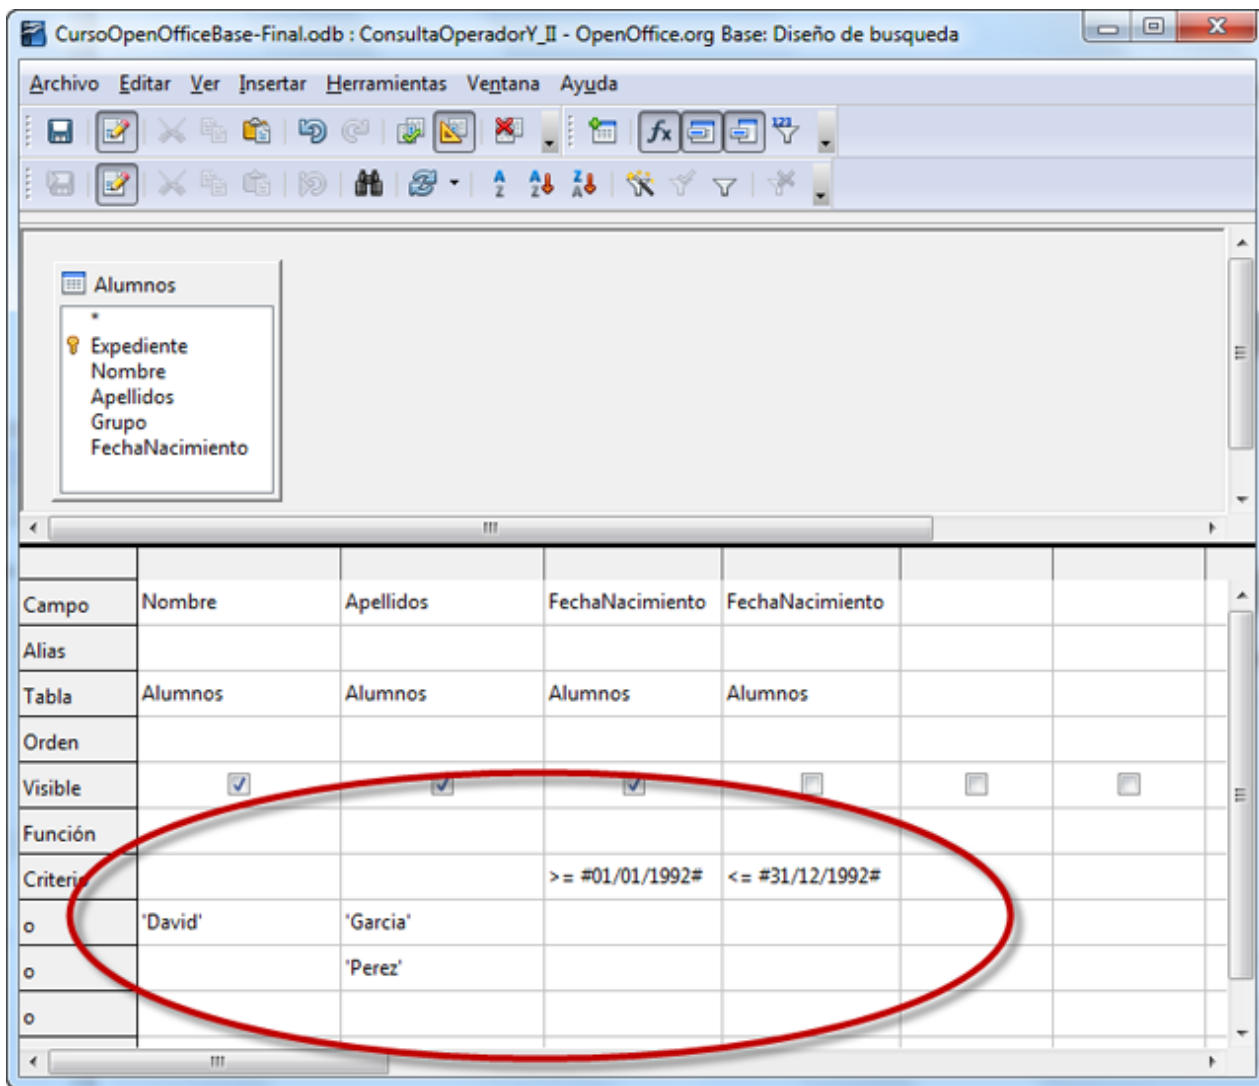 CursoOpenOfficeBase-Final.odb : ConsultaOperadorY_II - OpenOffice.org Base: Diseño de busqueda
Archivo Editar Ver Insertar Herramientas Ventana Ayuda
Alumnos
*
Expediente
Nombre
Apellidos
Grupo
FechaNacimiento
Campo Nombre Apellidos FechaNacimiento FechaNacimiento
Alias
Tabla Alumnos Alumnos Alumnos Alumnos
Orden
Visible
Función
Criterio >= #01/01/1992# <= #31/12/1992#
o 'David' 'Garcia'
o 'Perez'
o